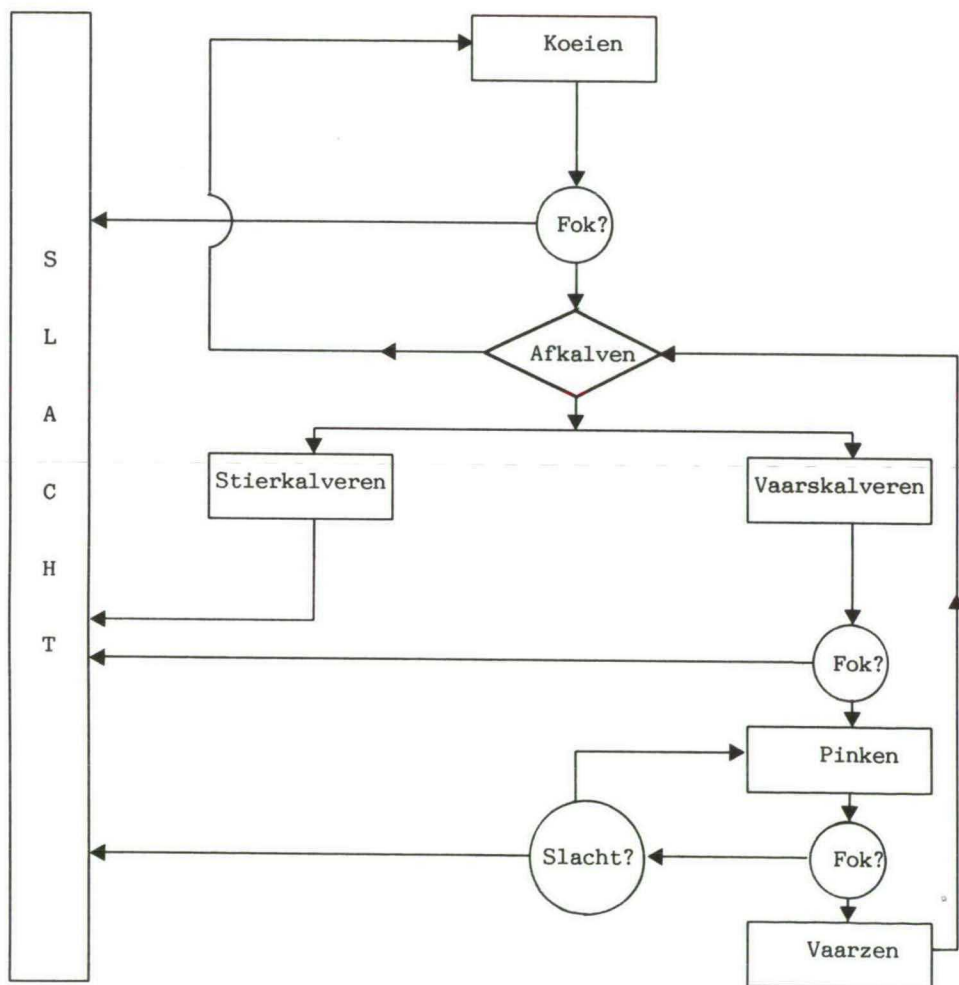 Koeien
Fok?
S
L
A
C
H
T
Afkalven
Stierkalveren
Vaarskalveren
Fok?
Pinken
Slacht?
Fok?
Vaarzen